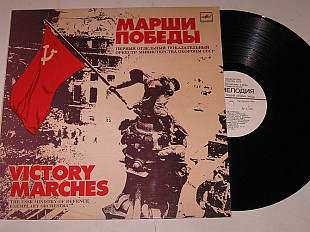 МАРШИ
ПОБЕДЫ
ПЕРВЫЙ ОТДЕЛЬНЫЙ ПОКАЗАТЕЛЬНЫЙ
ОРКЕСТР МИНИСТЕРСТВА ОБОРОНЫ СССР
МЕЛОДИЯ
VICTORY
MARCHES
THE USSR MINISTRY OF DEFENCE
EXEMPLARY ORCHESTRA